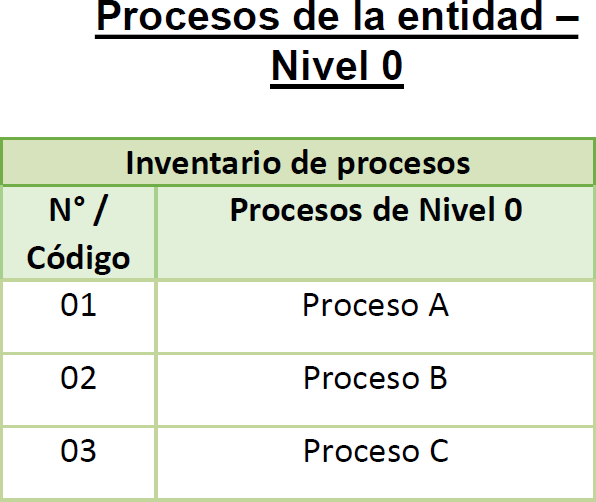 Procesos de la entidad –
Nivel 0
Inventario de procesos
N° /
Código
Procesos de Nivel 0
01
Proceso A
02
Proceso B
03
Proceso C